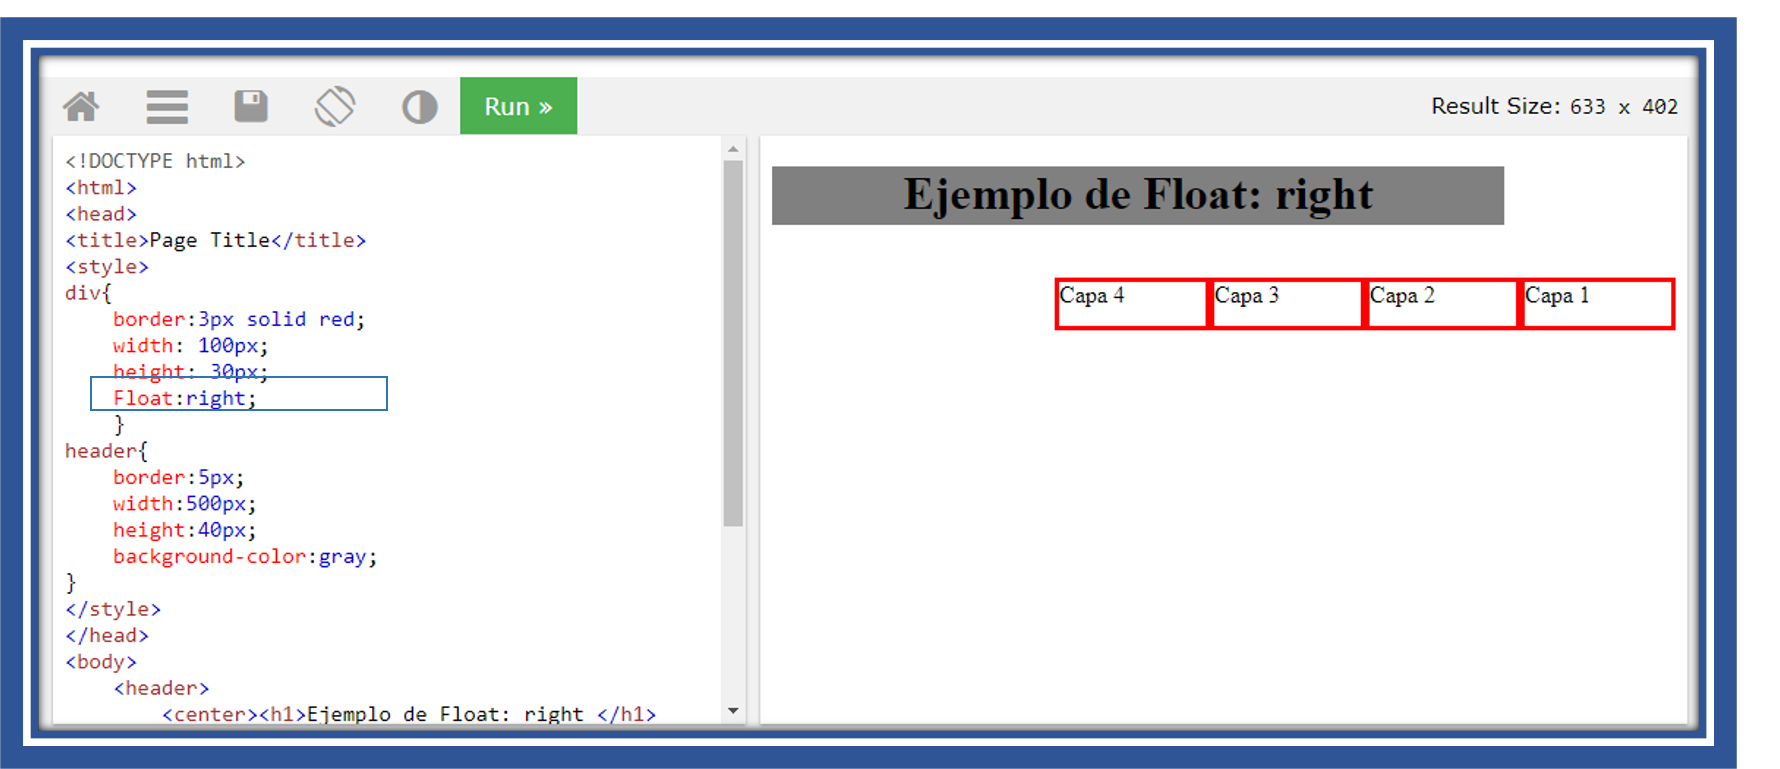 Run »
Result Size: 633 x 402
<!DOCTYPE html>
<html>
<head>
<title>Page Title</title>
<style>
div{
    border:3px solid red;
    width: 100px;
    height: 30px;
    Float:right;
    }
header{
    border:5px;
    width:500px;
    height:40px;
    background-color:gray;
}
</style>
</head>
<body>
    <header>
        <center><h1>Ejemplo de Float: right </h1>
Ejemplo de Float: right
Capa 4 Capa 3 Capa 2 Capa 1